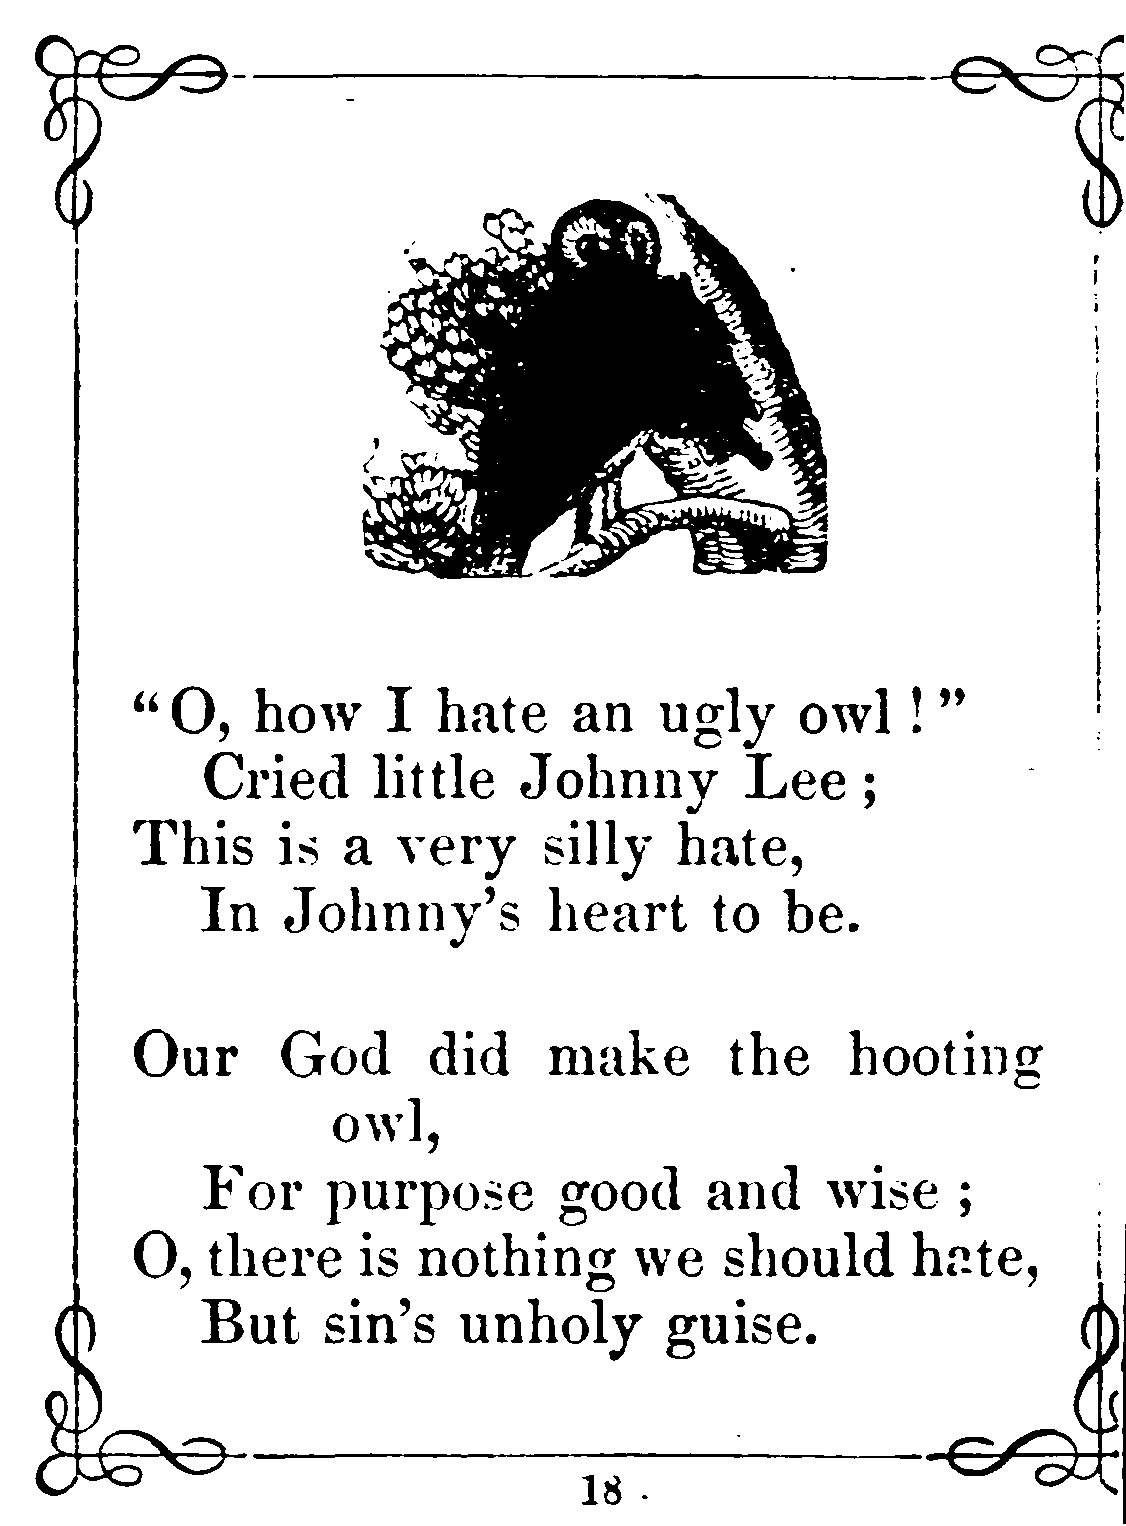 “O, how I hate an ugly owl!”
Cried little Johnny Lee;
This is a very silly hate,
In Johnny’s heart to be.
Our God did make the hooting
owl,
For purpose good and wise;
O, there is nothing we should hate,
But sin’s unholy guise.
18